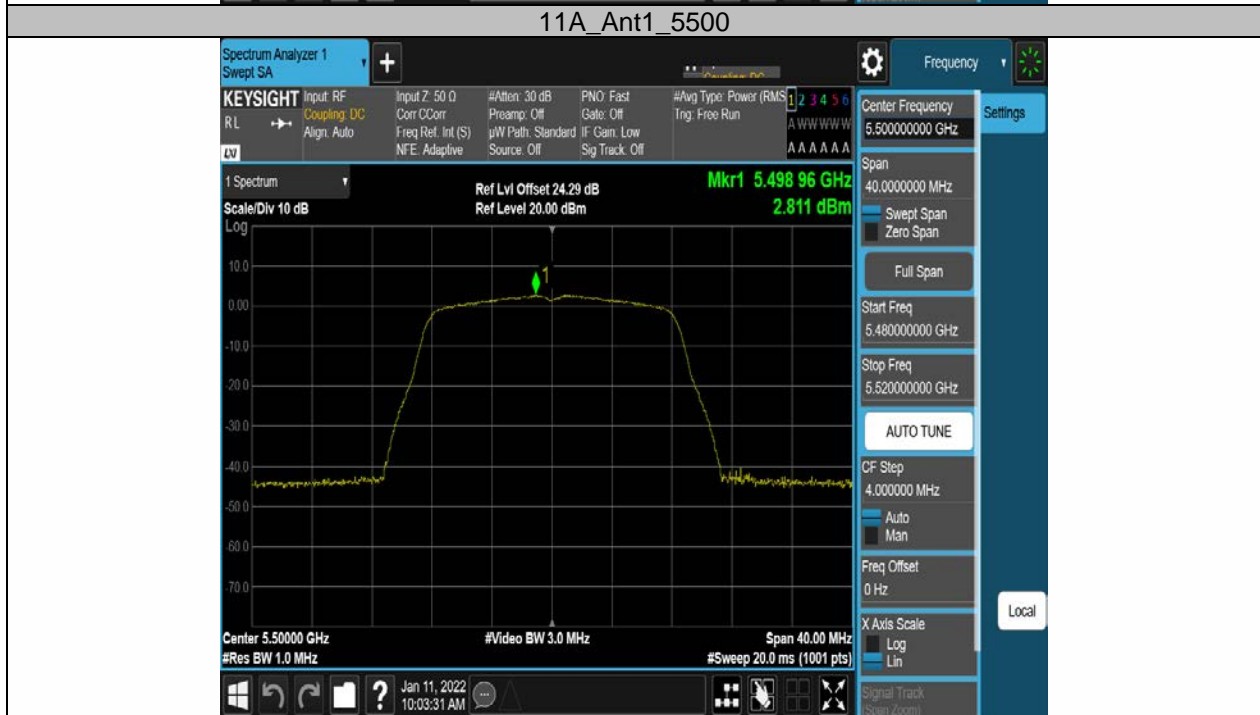 11A_Ant1_5500
Spectrum Analyzer 1
Swept SA
+
Frequency
KEYSIGHT
RL
LXI
Input: RF
Coupling: DC
Align: Auto
Input Z: 50 Ω
Corr CCorr
Freq Ref: Int (S)
NFE: Adaptive
#Atten: 30 dB
Preamp: Off
µW Path: Standard
Source: Off
PNO: Fast
Gate: Off
IF Gain: Low
Sig Track: Off
#Avg Type: Power (RMS
Trig: Free Run
1 2 3 4 5 6
A W W W W W
A A A A A A
1 Spectrum
Scale/Div 10 dB
Ref Lvl Offset 24.29 dB
Ref Level 20.00 dBm
Mkr1 5.498 96 GHz
2.811 dBm
Log
10.0
0.00
-10.0
-20.0
-30.0
-40.0
-50.0
-60.0
-70.0
1
Center 5.50000 GHz
#Res BW 1.0 MHz
#Video BW 3.0 MHz
Span 40.00 MHz
#Sweep 20.0 ms (1001 pts)
Center Frequency
5.500000000 GHz
Settings
Span
40.0000000 MHz
Swept Span
Zero Span
Full Span
Start Freq
5.480000000 GHz
Stop Freq
5.520000000 GHz
AUTO TUNE
CF Step
4.000000 MHz
Auto
Man
Freq Offset
0 Hz
X Axis Scale
Log
Lin
Signal Track
(Span Zoom)
Local
?
Jan 11, 2022
10:03:31 AM